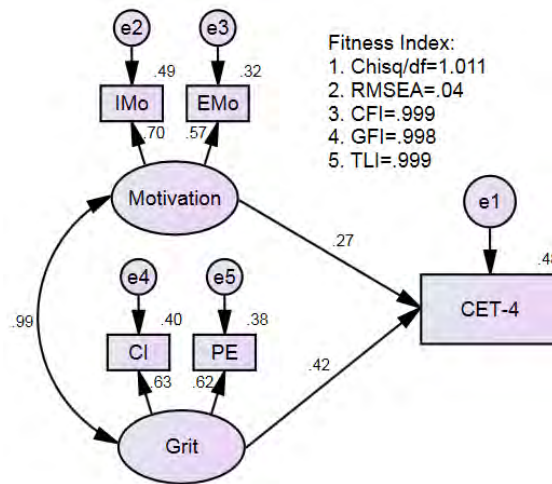 e2
e3
Fitness Index:
1. Chisq/df=1.011
2. RMSEA=.04
3. CFI=.999
4. GFI=.998
5. TLI=.999
.49
.32
IMo
EMo
.70
.57
Motivation
e1
.27
e4
e5
.48
CET-4
.99
.40
.38
CI
PE
.63
.62
.42
Grit